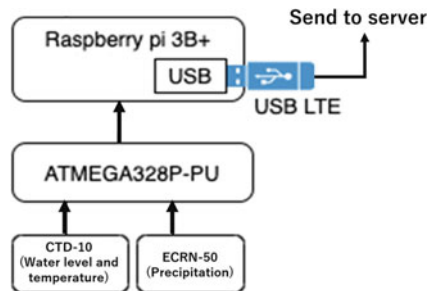 Send to server
Raspberry pi 3B+
USB
USB LTE
ATMEGA328P-PU
CTD-10
(Water level and
temperature)
ECRN-50
(Precipitation)